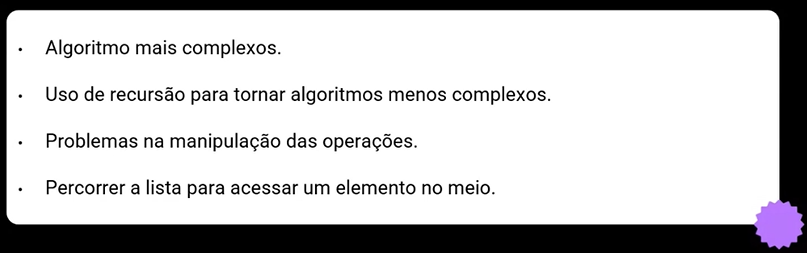 • Algoritmo mais complexos.
• Uso de recursão para tornar algoritmos menos complexos.
• Problemas na manipulação das operações.
• Percorrer a lista para acessar um elemento no meio.